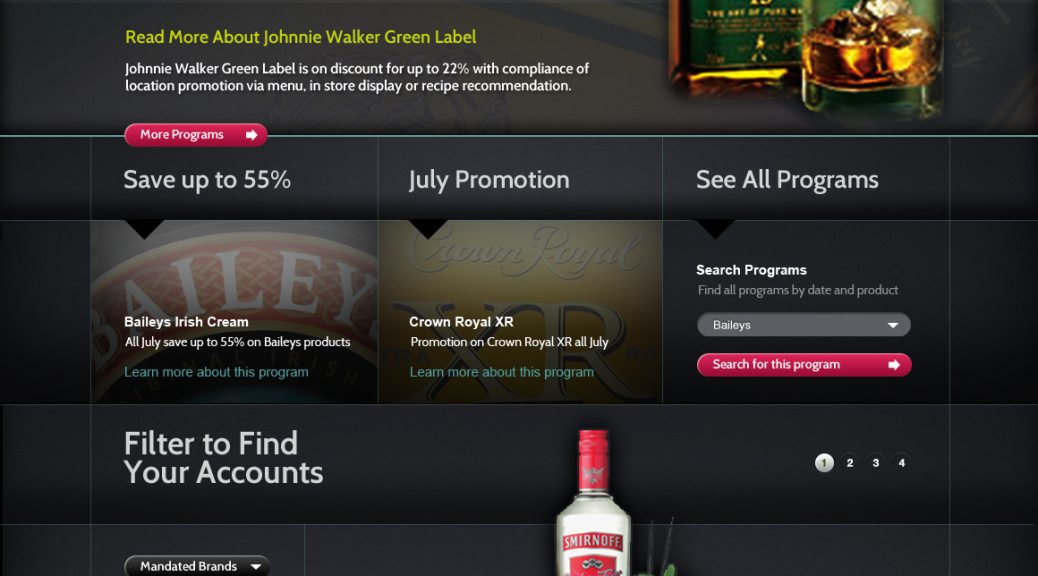 15
Read More About Johnnie Walker Green Label
Johnnie Walker Green Label is on discount for up to 22% with compliance of
location promotion via menu, in store display or recipe recommendation.
More Programs
Save up to 55%
July Promotion
See All Programs
BAILEYS
ORIGINAL IRISH
Baileys Irish Cream
All July save up to 55% on Baileys products
Learn more about this program
Crown Royal
XR
EXTRA RA
Crown Royal XR
Promotion on Crown Royal XR all July
Learn more about this program
Search Programs
Find all programs by date and product
Baileys
Search for this program
Filter to Find
Your Accounts
1 2 3 4
SMIRNOFF
Mandated Brands